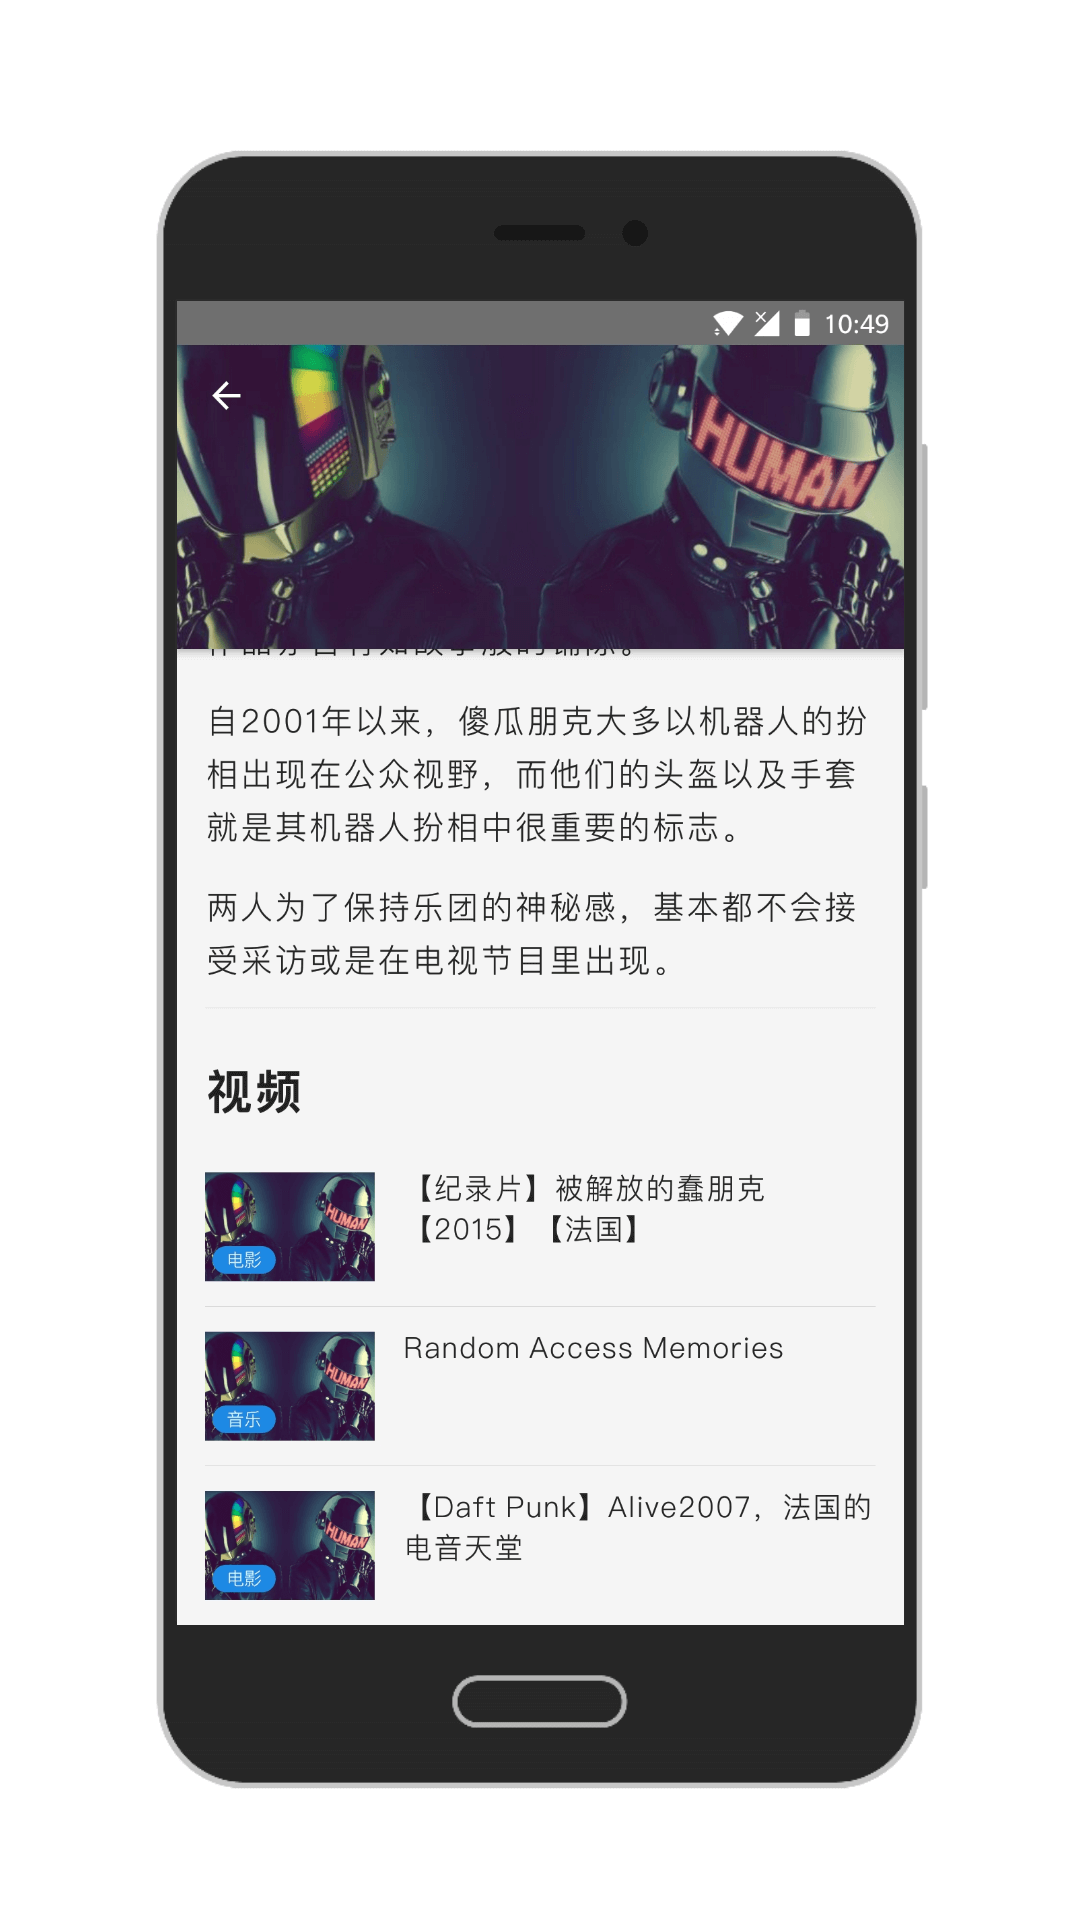 10:49
HUMAN
自2001年以来，傻瓜朋克大多以机器人的扮
相出现在公众视野，而他们的头盔以及手套
就是其机器人扮相中很重要的标志。
两人为了保持乐团的神秘感，基本都不会接
受采访或是在电视节目里出现。
视频
HUMAN
电影
【纪录片】被解放的蠢朋克
【2015】【法国】
HUMAN
音乐
Random Access Memories
HUMAN
电影
【Daft Punk】Alive2007，法国的
电音天堂